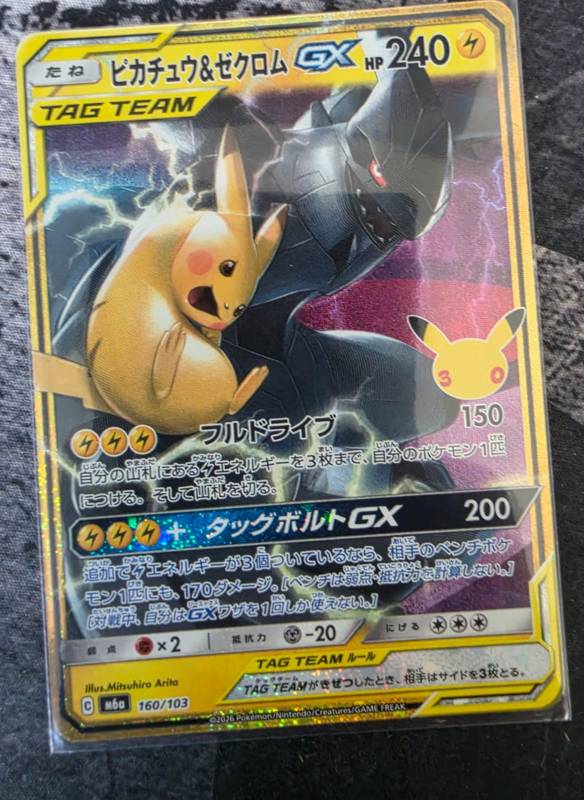 たね ピカチュウ&ゼクロムGX HP240
TAG TEAM
30
フルドライブ 150
自分の山札にあるエネルギーを3枚まで、自分のポケモン1匹
につける。そして山札を切る。
+ タッグボルトGX 200
追加でエネルギーが3個ついているなら、相手のベンチポケ
モン1匹にも、170ダメージ。[ベンチは弱点・抵抗力を計算しない。]
[対戦中、自分はGXワザを1回しか使えない。]
弱点 ×2 抵抗力 -20 にげる
TAG TEAM ルール
Illus.Mitsuhiro Arita
TAG TEAMがきぜつしたとき、相手はサイドを3枚とる。
C M6a 160/103
©2026 Pokémon/Nintendo/Creatures/GAME FREAK